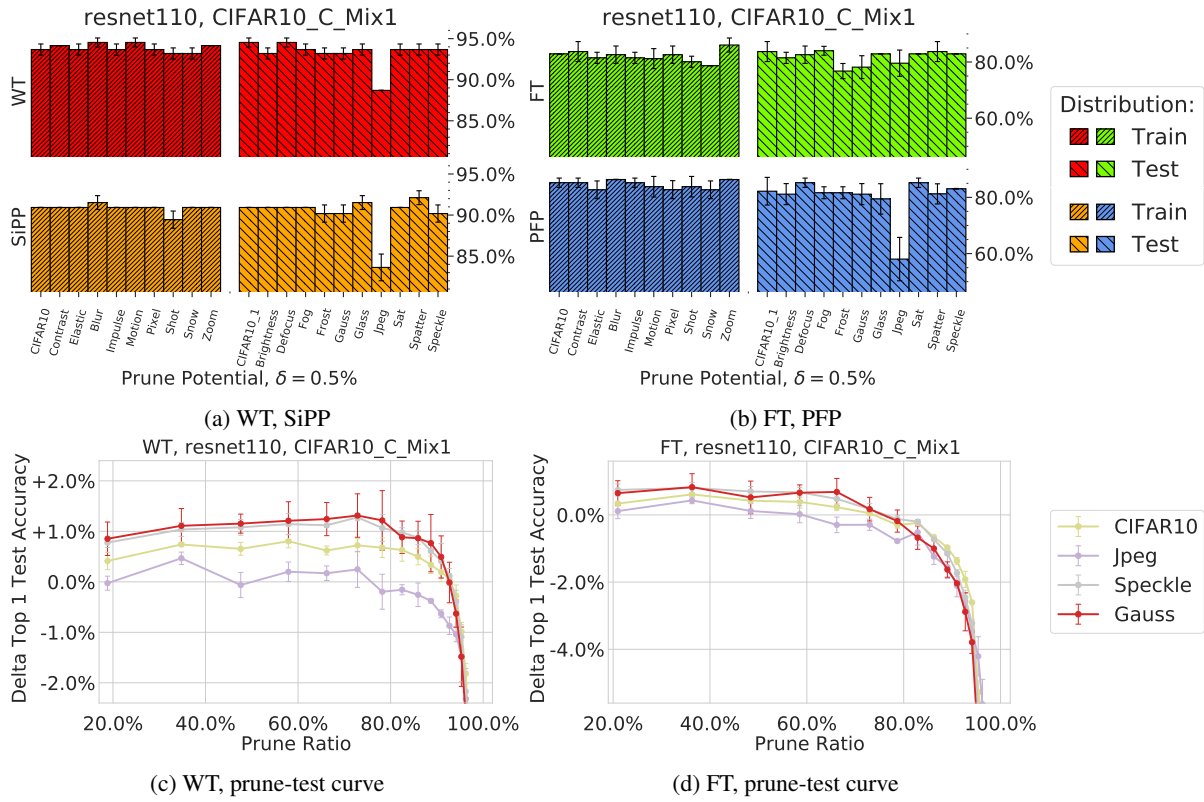 resnet110, CIFAR10_C_Mix1
WT
95.0%
90.0%
85.0%
SiPP
95.0%
90.0%
85.0%
CIFAR10
Contrast
Elastic
Blur
Impulse
Motion
Pixel
Shot
Snow
Zoom
CIFAR10_1
Brightness
Defocus
Fog
Frost
Gauss
Glass
Jpeg
Sat
Spatter
Speckle
Prune Potential, δ = 0.5%
(a) WT, SiPP
resnet110, CIFAR10_C_Mix1
FT
80.0%
60.0%
PFP
80.0%
60.0%
CIFAR10
Contrast
Elastic
Blur
Impulse
Motion
Pixel
Shot
Snow
Zoom
CIFAR10_1
Brightness
Defocus
Fog
Frost
Gauss
Glass
Jpeg
Sat
Spatter
Speckle
Prune Potential, δ = 0.5%
(b) FT, PFP
Distribution:
Train
Test
Train
Test
WT, resnet110, CIFAR10_C_Mix1
Delta Top 1 Test Accuracy
+2.0%
+1.0%
0.0%
-1.0%
-2.0%
20.0%
40.0%
60.0%
80.0%
100.0%
Prune Ratio
(c) WT, prune-test curve
FT, resnet110, CIFAR10_C_Mix1
Delta Top 1 Test Accuracy
0.0%
-2.0%
-4.0%
20.0%
40.0%
60.0%
80.0%
100.0%
Prune Ratio
(d) FT, prune-test curve
CIFAR10
Jpeg
Speckle
Gauss